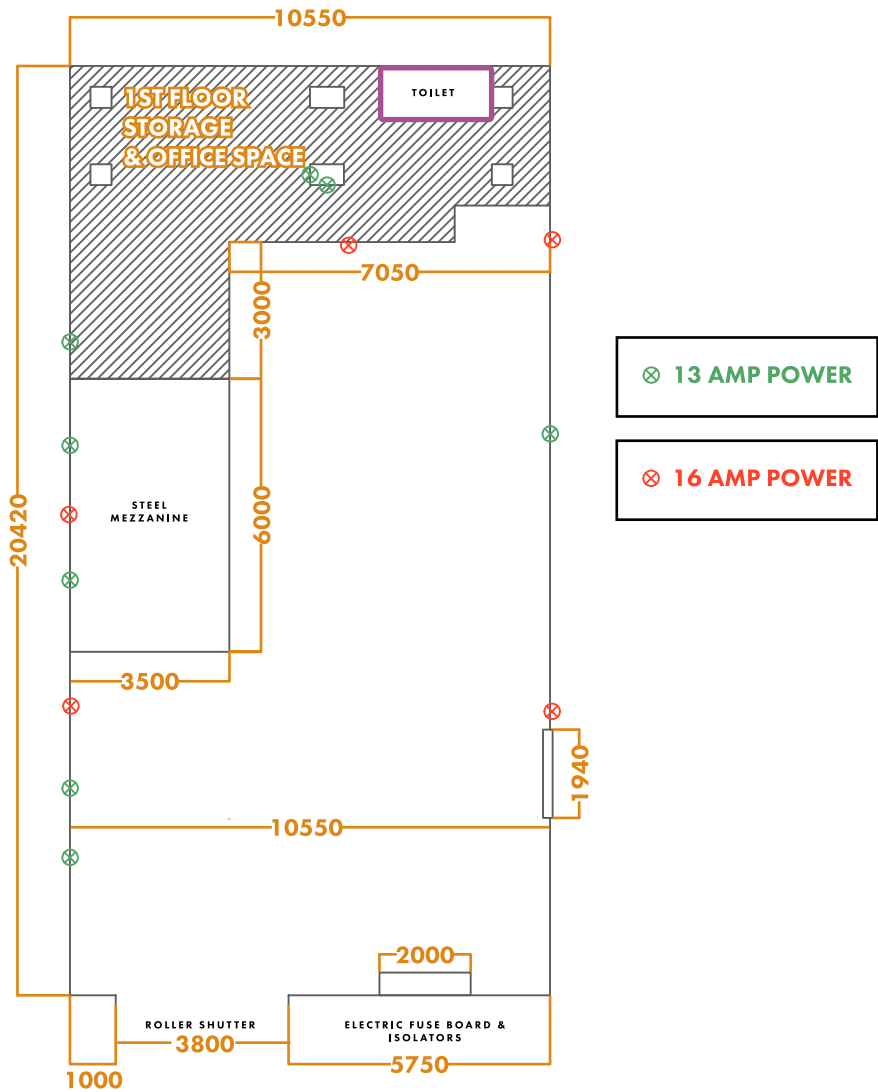 10550
TOILET
1ST FLOOR
STORAGE
& OFFICE SPACE
7050
3000
13 AMP POWER
16 AMP POWER
STEEL
MEZZANINE
6000
20420
3500
1940
10550
2000
ROLLER SHUTTER
3800
ELECTRIC FUSE BOARD &
ISOLATORS
5750
1000